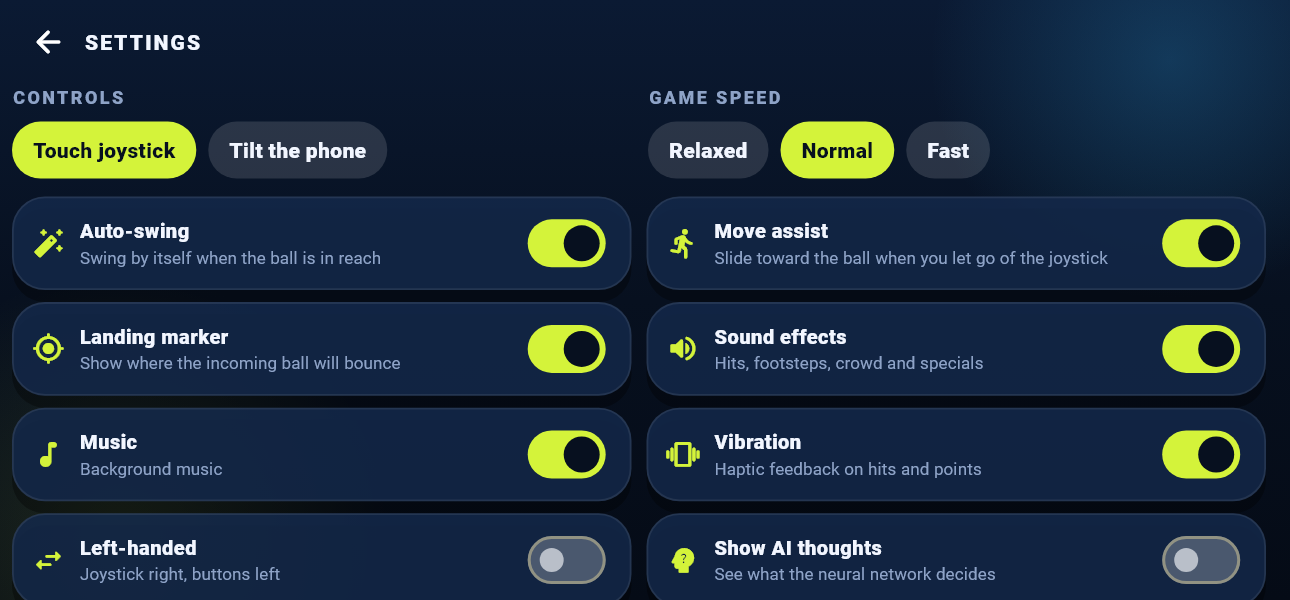 SETTINGS
CONTROLS
Touch joystick
Tilt the phone
GAME SPEED
Relaxed
Normal
Fast
Auto-swing
Swing by itself when the ball is in reach
Move assist
Slide toward the ball when you let go of the joystick
Landing marker
Show where the incoming ball will bounce
Sound effects
Hits, footsteps, crowd and specials
Music
Background music
Vibration
Haptic feedback on hits and points
Left-handed
Joystick right, buttons left
Show AI thoughts
See what the neural network decides